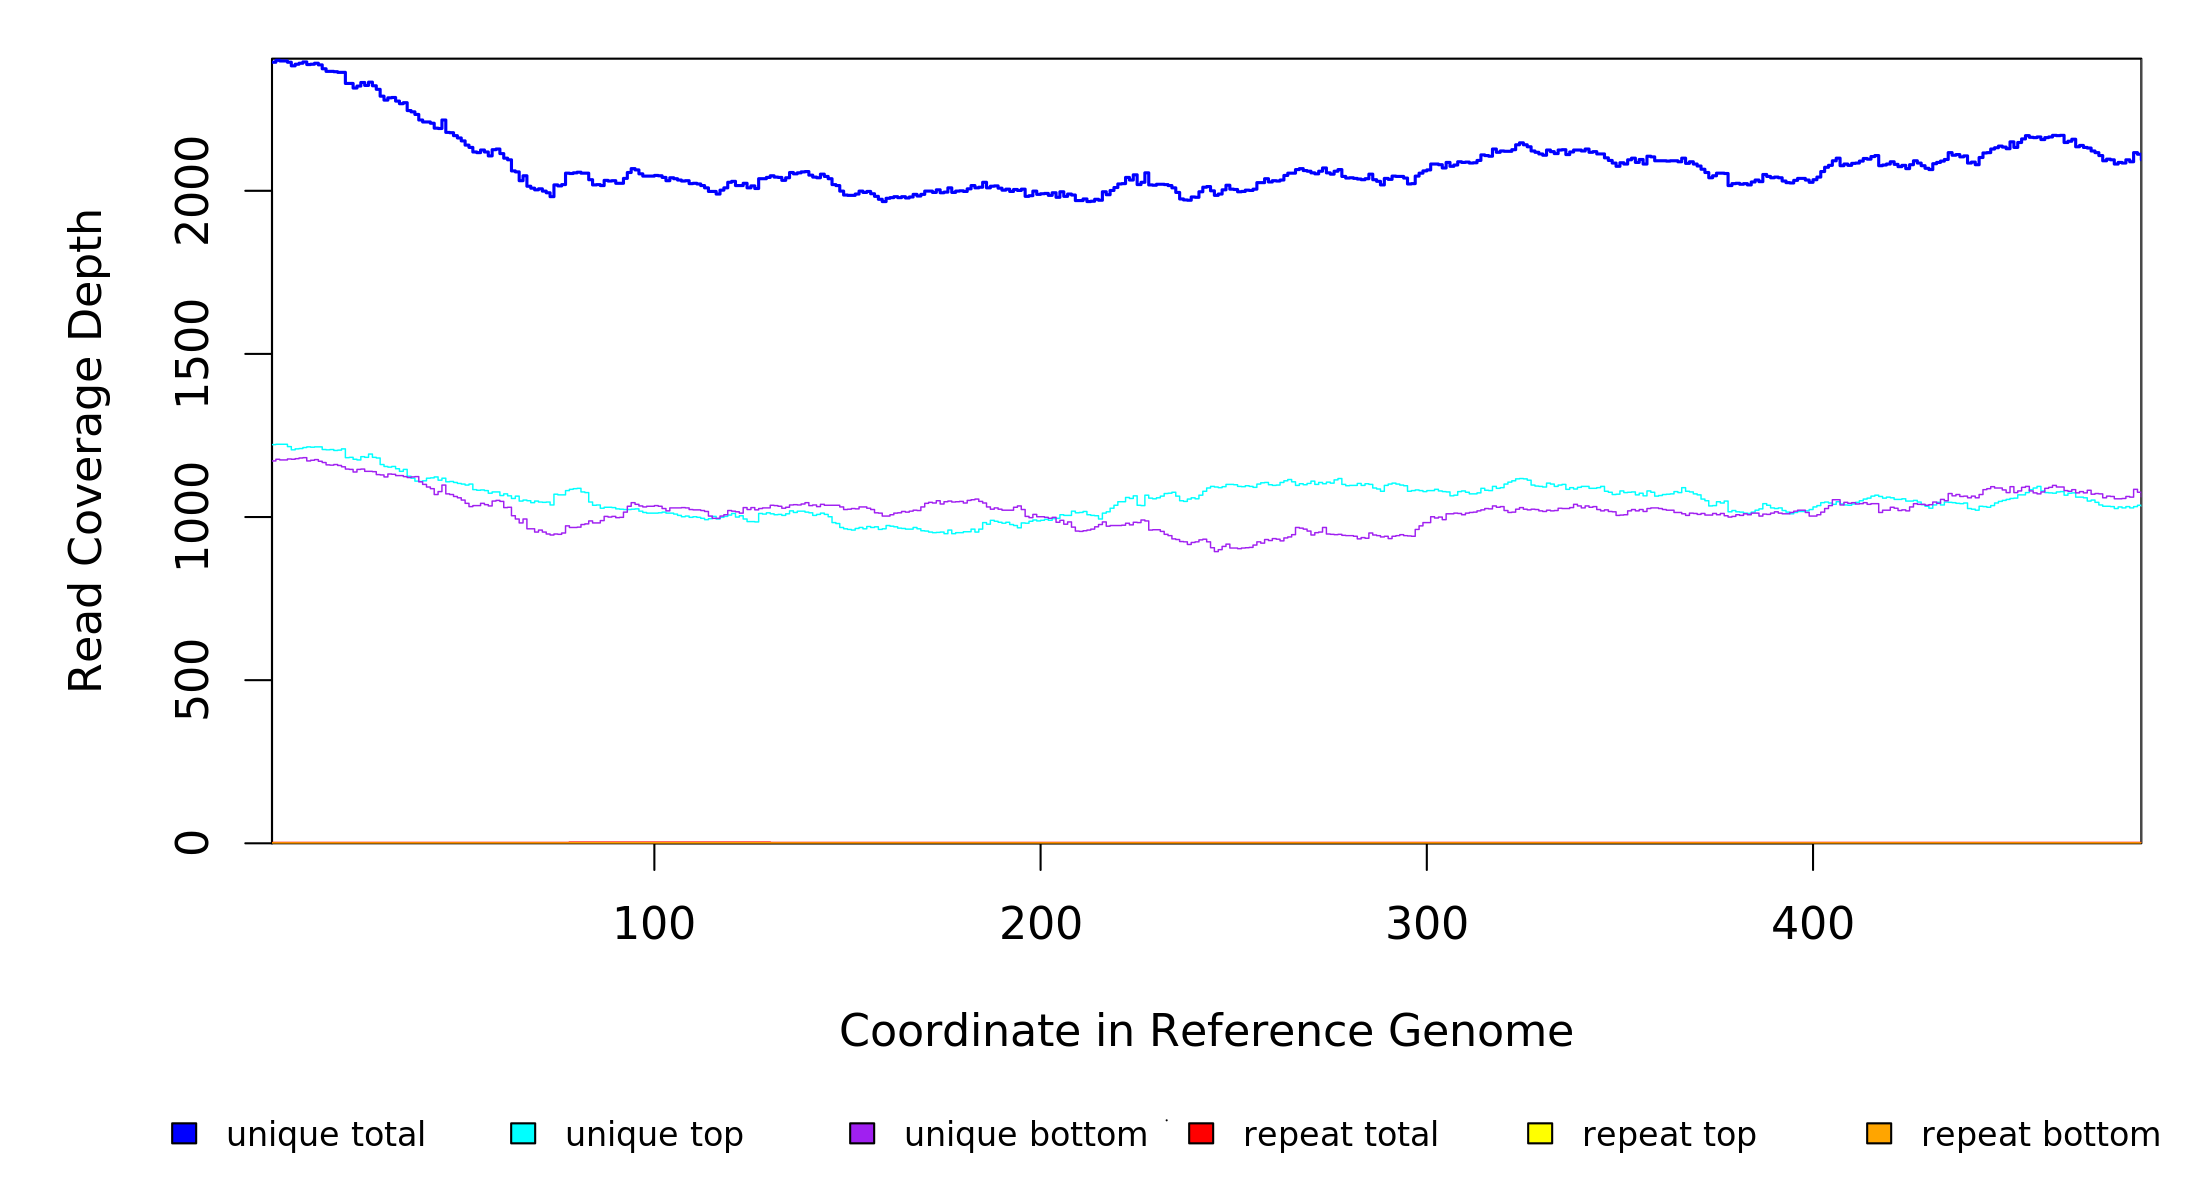 Read Coverage Depth
2000
1500
1000
500
0
100 200 300 400
Coordinate in Reference Genome
unique total unique top unique bottom repeat total repeat top repeat bottom